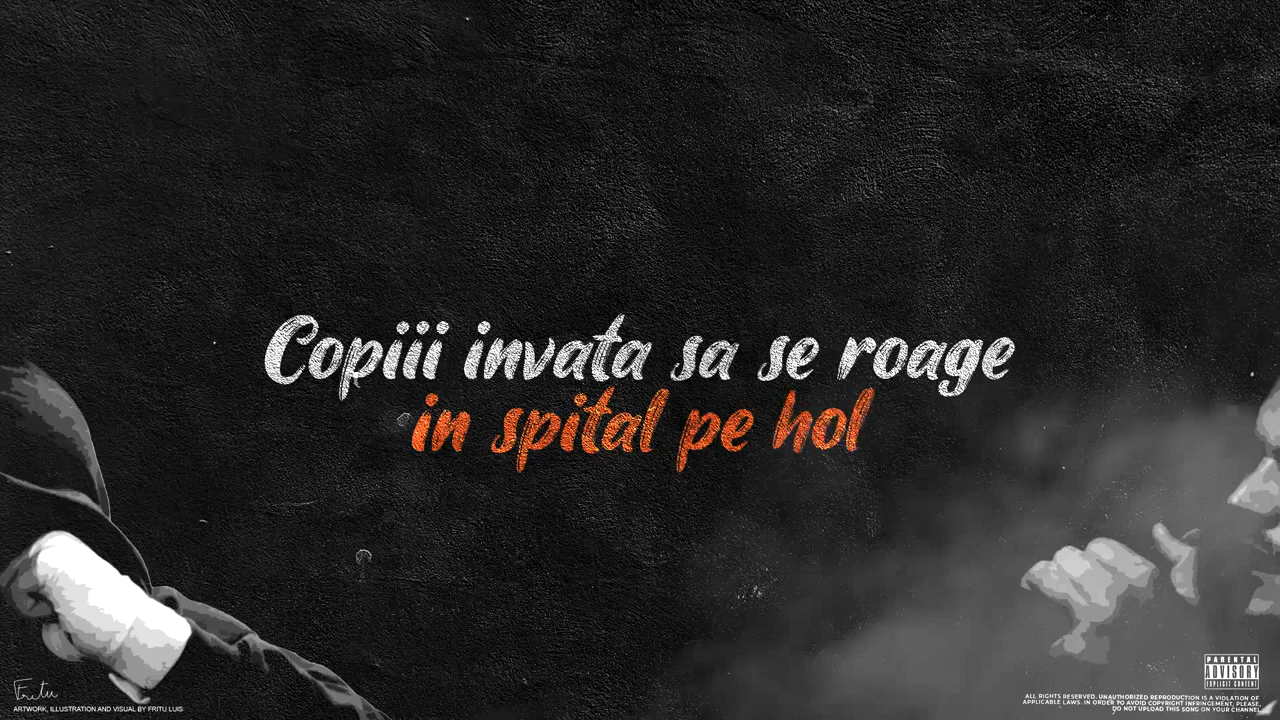 Copiii invata sa se roage
in spital pe hol
Fritu
ARTWORK, ILLUSTRATION AND VISUAL BY FRITU LUIS
PARENTAL
ADVISORY
EXPLICIT CONTENT
ALL RIGHTS RESERVED. UNAUTHORIZED REPRODUCTION IS A VIOLATION OF
APPLICABLE LAWS. IN ORDER TO AVOID COPYRIGHT INFRINGEMENT, PLEASE,
DO NOT UPLOAD THIS SONG ON YOUR CHANNEL